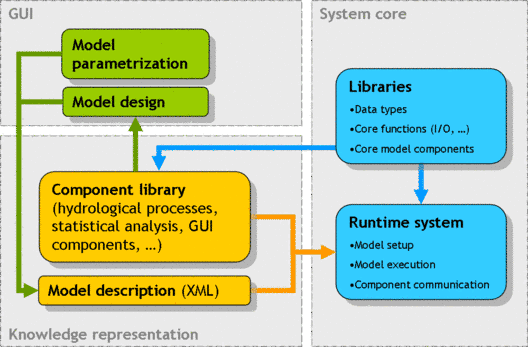 GUI
Model
parametrization
Model design
System core
Libraries
•Data types
•Core functions (I/O, ...)
•Core model components
Component library
(hydrological processes,
statistical analysis, GUI
components, ...)
Model description (XML)
Knowledge representation
Runtime system
•Model setup
•Model execution
•Component communication